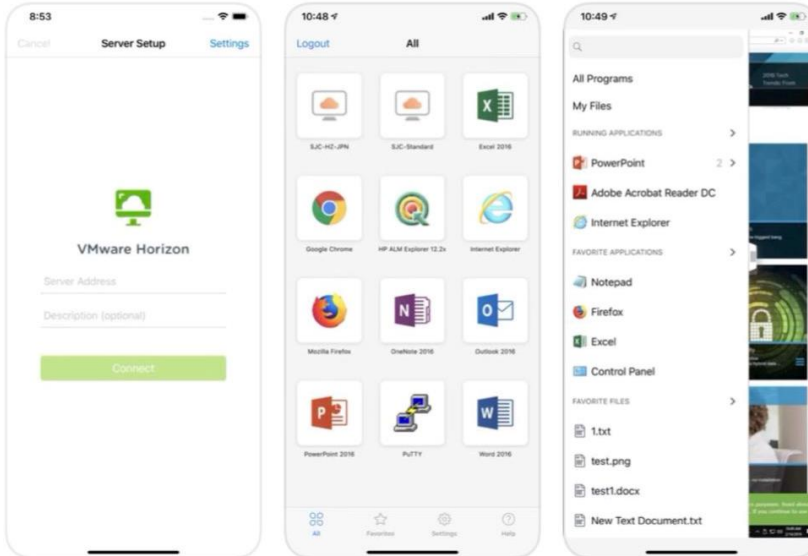 8:53
Cancel
Server Setup
Settings
VMware Horizon
Server Address
Description (optional)
Connect
10:48
Logout
All
SJC-HZ-JPN
SJC-Standard
Excel 2016
Google Chrome
HP ALM Explorer 12.2x
Internet Explorer
Mozilla Firefox
OneNote 2016
Outlook 2016
PowerPoint 2016
PuTTY
Word 2016
All
Favorites
Settings
Help
10:49
All Programs
My Files
RUNNING APPLICATIONS
PowerPoint
2
Adobe Acrobat Reader DC
Internet Explorer
FAVORITE APPLICATIONS
Notepad
Firefox
Excel
Control Panel
FAVORITE FILES
1.txt
test.png
test1.docx
New Text Document.txt
2016 Tech
Trends: From